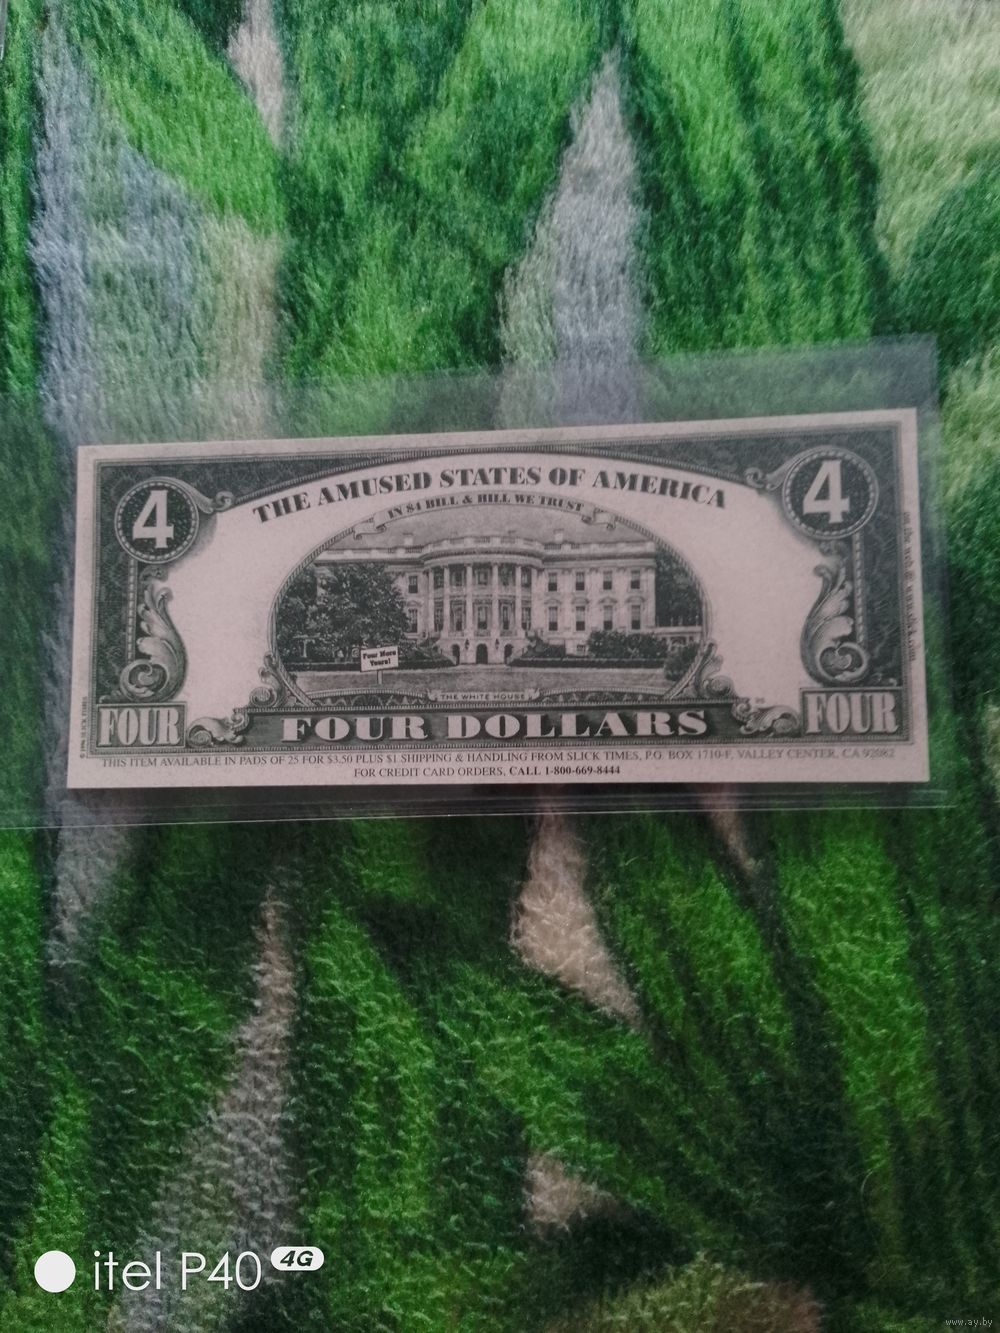 THE AMUSED STATES OF AMERICA
IN $4 BILL & HILL WE TRUST
4
4
Four More
Years!
THE WHITE HOUSE
FOUR
FOUR DOLLARS
FOUR
THIS ITEM AVAILABLE IN PADS OF 25 FOR $3.50 PLUS $1 SHIPPING & HANDLING FROM SLICK TIMES, P.O. BOX 1710-F, VALLEY CENTER, CA 92082
FOR CREDIT CARD ORDERS, CALL 1-800-669-8444
itel P40 4G
www.ay.by